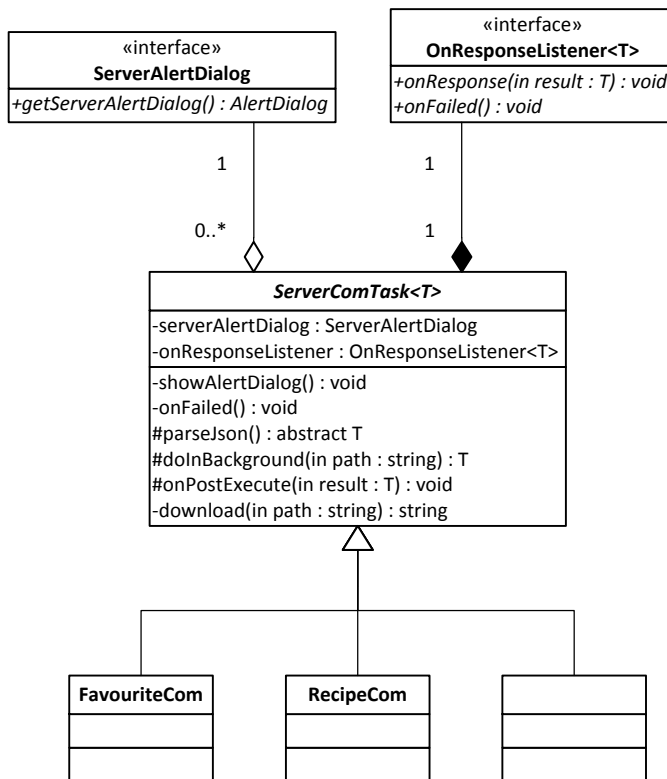 «interface»
ServerAlertDialog
+getServerAlertDialog() : AlertDialog
«interface»
OnResponseListener<T>
+onResponse(in result : T) : void
+onFailed() : void
1
1
0..*
1
ServerComTask<T>
-serverAlertDialog : ServerAlertDialog
-onResponseListener : OnResponseListener<T>
-showAlertDialog() : void
-onFailed() : void
#parseJson() : abstract T
#doInBackground(in path : string) : T
#onPostExecute(in result : T) : void
-download(in path : string) : string
FavouriteCom
RecipeCom